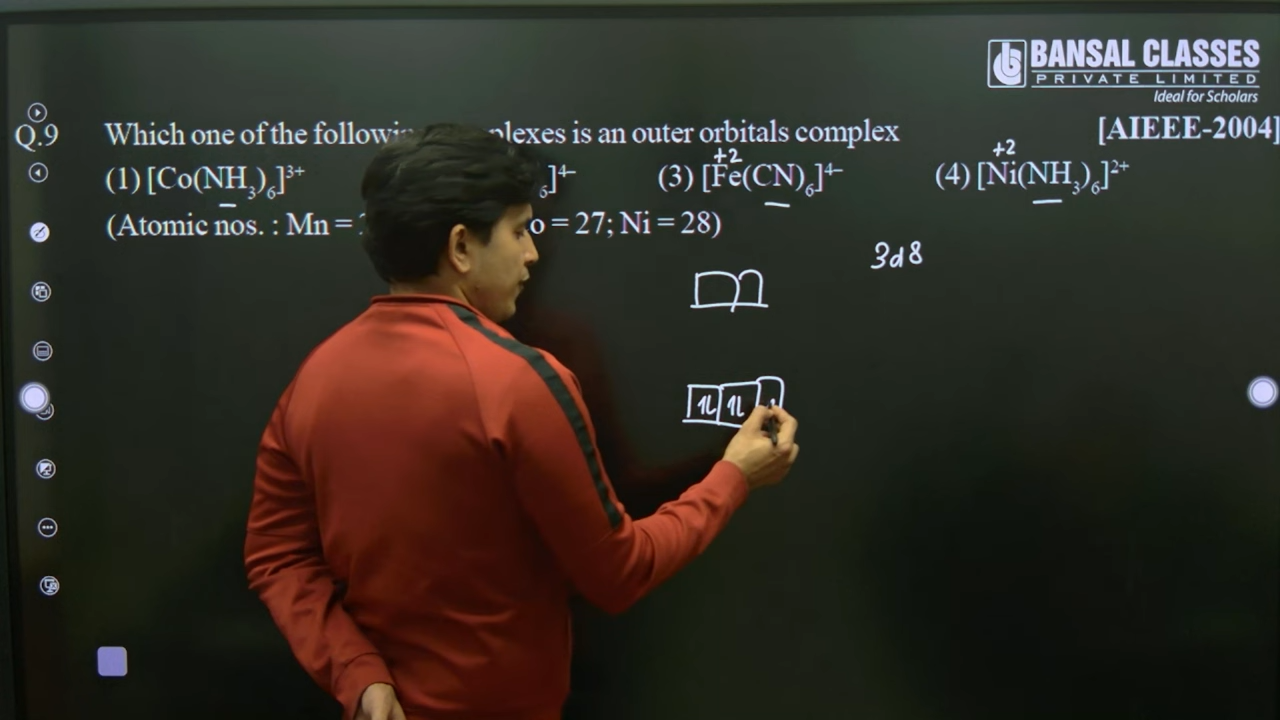 BANSAL CLASSES
PRIVATE LIMITED
Ideal for Scholars
Q.9 Which one of the outer orbitals complex [AIEEE-2004]
is an
+2 +2
(1) [Co(NH₃)₆]³⁺ ₆]⁴⁻ (3) [Fe(CN)₆]⁴⁻ (4) [Ni(NH₃)₆]²⁺
(Atomic nos. : Mn = = 27; Ni = 28)
3d8
1L 1L